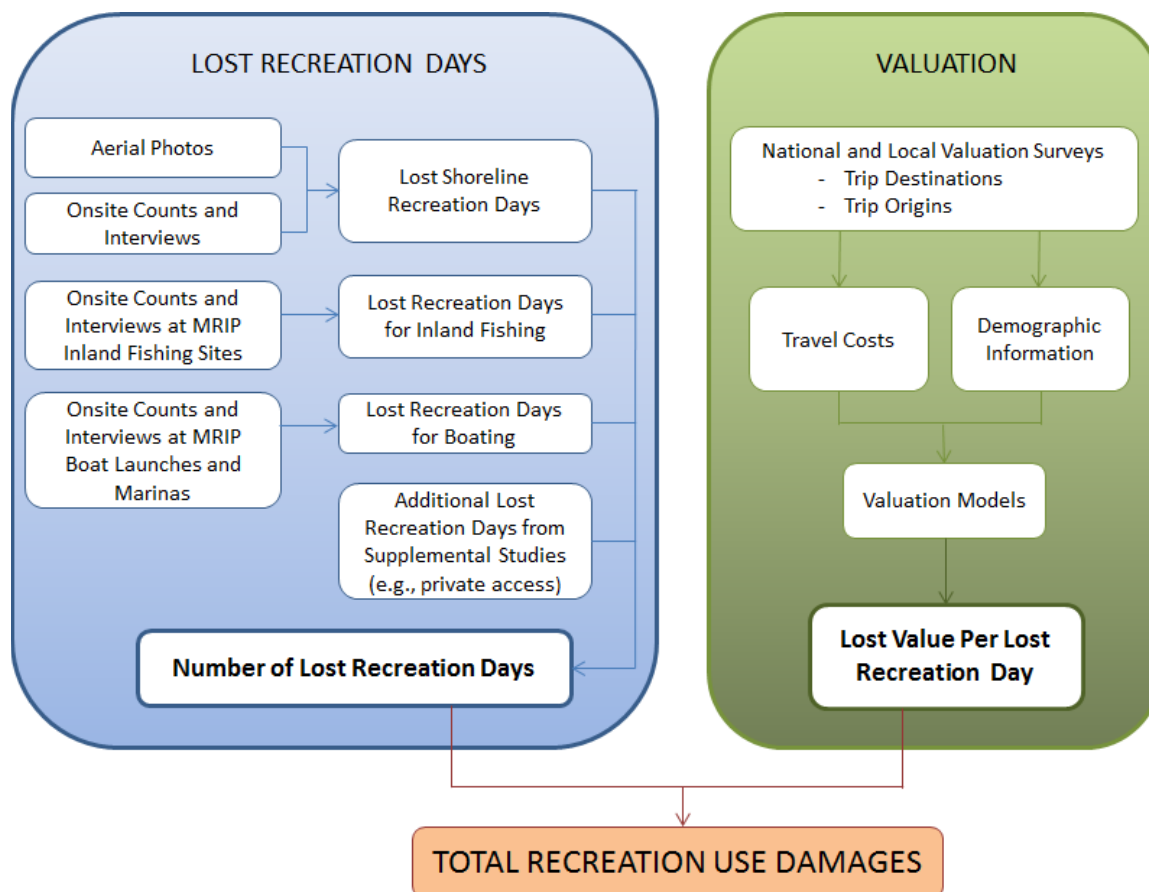 LOST RECREATION DAYS
Aerial Photos
Onsite Counts and
Interviews
Lost Shoreline
Recreation Days
Onsite Counts and
Interviews at MRIP
Inland Fishing Sites
Lost Recreation Days
for Inland Fishing
Onsite Counts and
Interviews at MRIP
Boat Launches and
Marinas
Lost Recreation Days
for Boating
Additional Lost
Recreation Days from
Supplemental Studies
(e.g., private access)
Number of Lost Recreation Days
VALUATION
National and Local Valuation Surveys
- Trip Destinations
- Trip Origins
Travel Costs
Demographic
Information
Valuation Models
Lost Value Per Lost
Recreation Day
TOTAL RECREATION USE DAMAGES